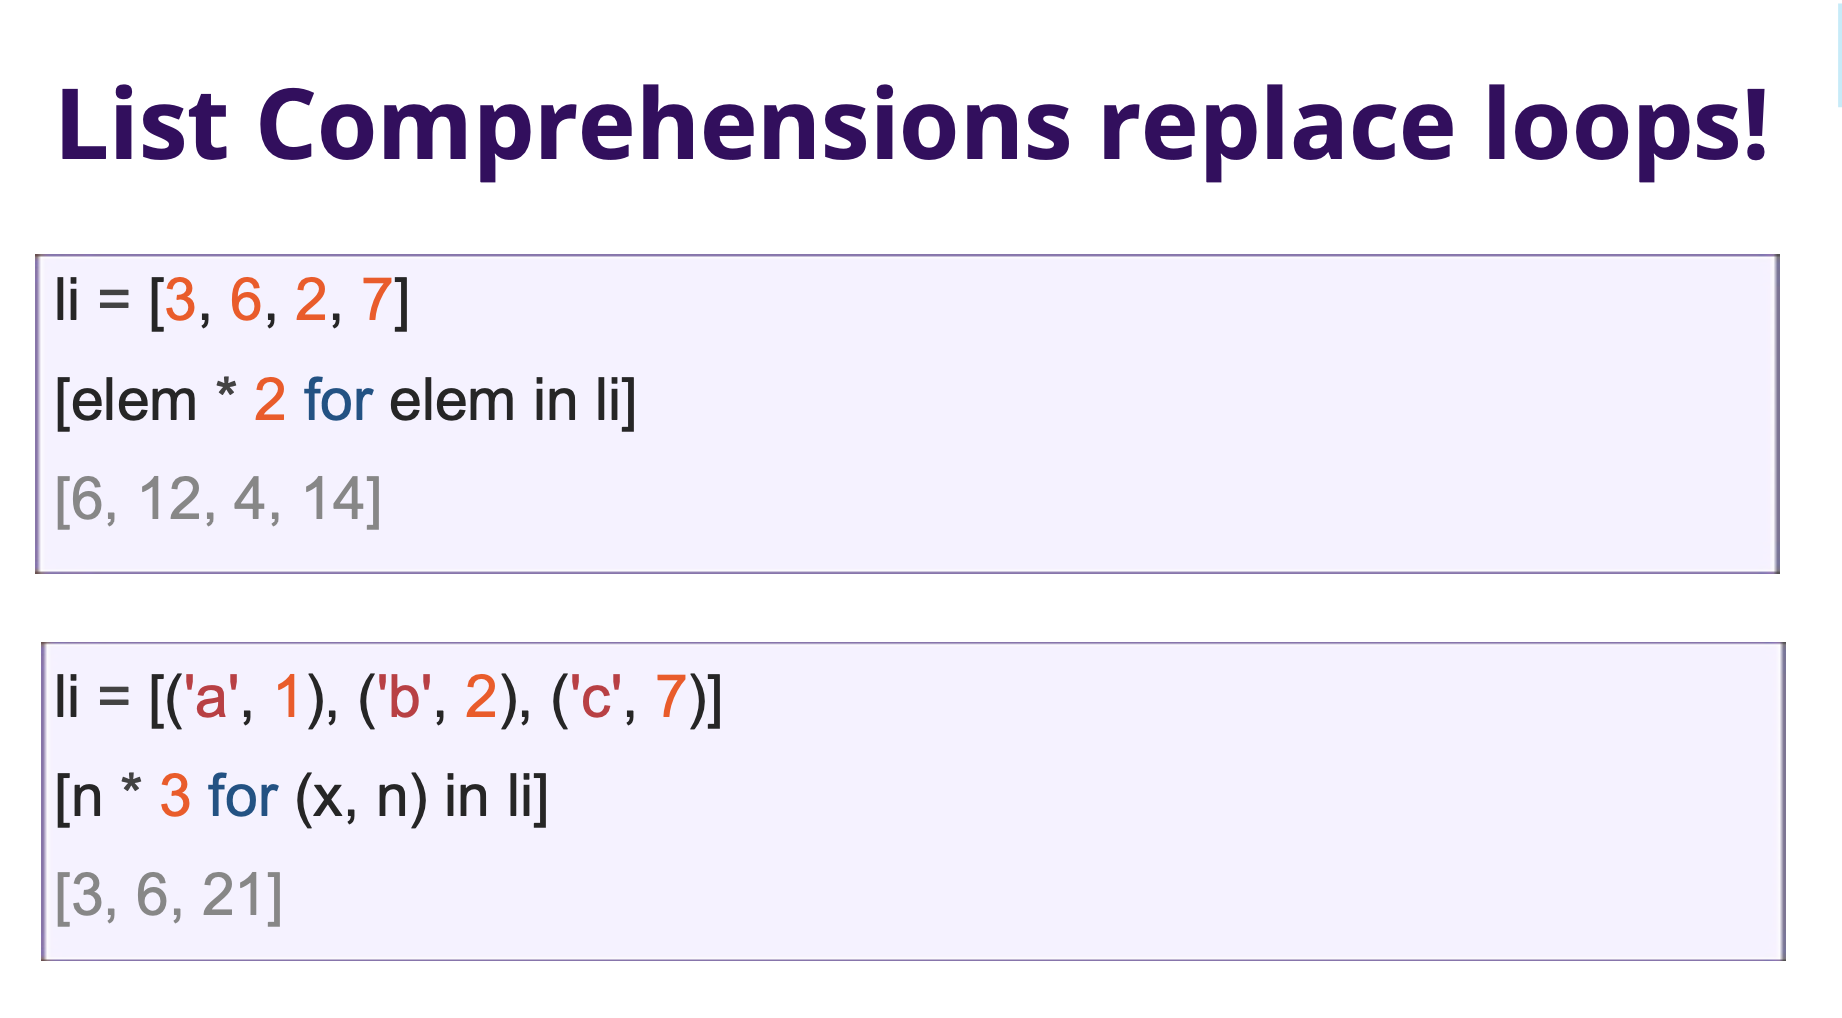 List Comprehensions replace loops!
li = [3, 6, 2, 7]
[elem * 2 for elem in li]
[6, 12, 4, 14]
li = [('a', 1), ('b', 2), ('c', 7)]
[n * 3 for (x, n) in li]
[3, 6, 21]